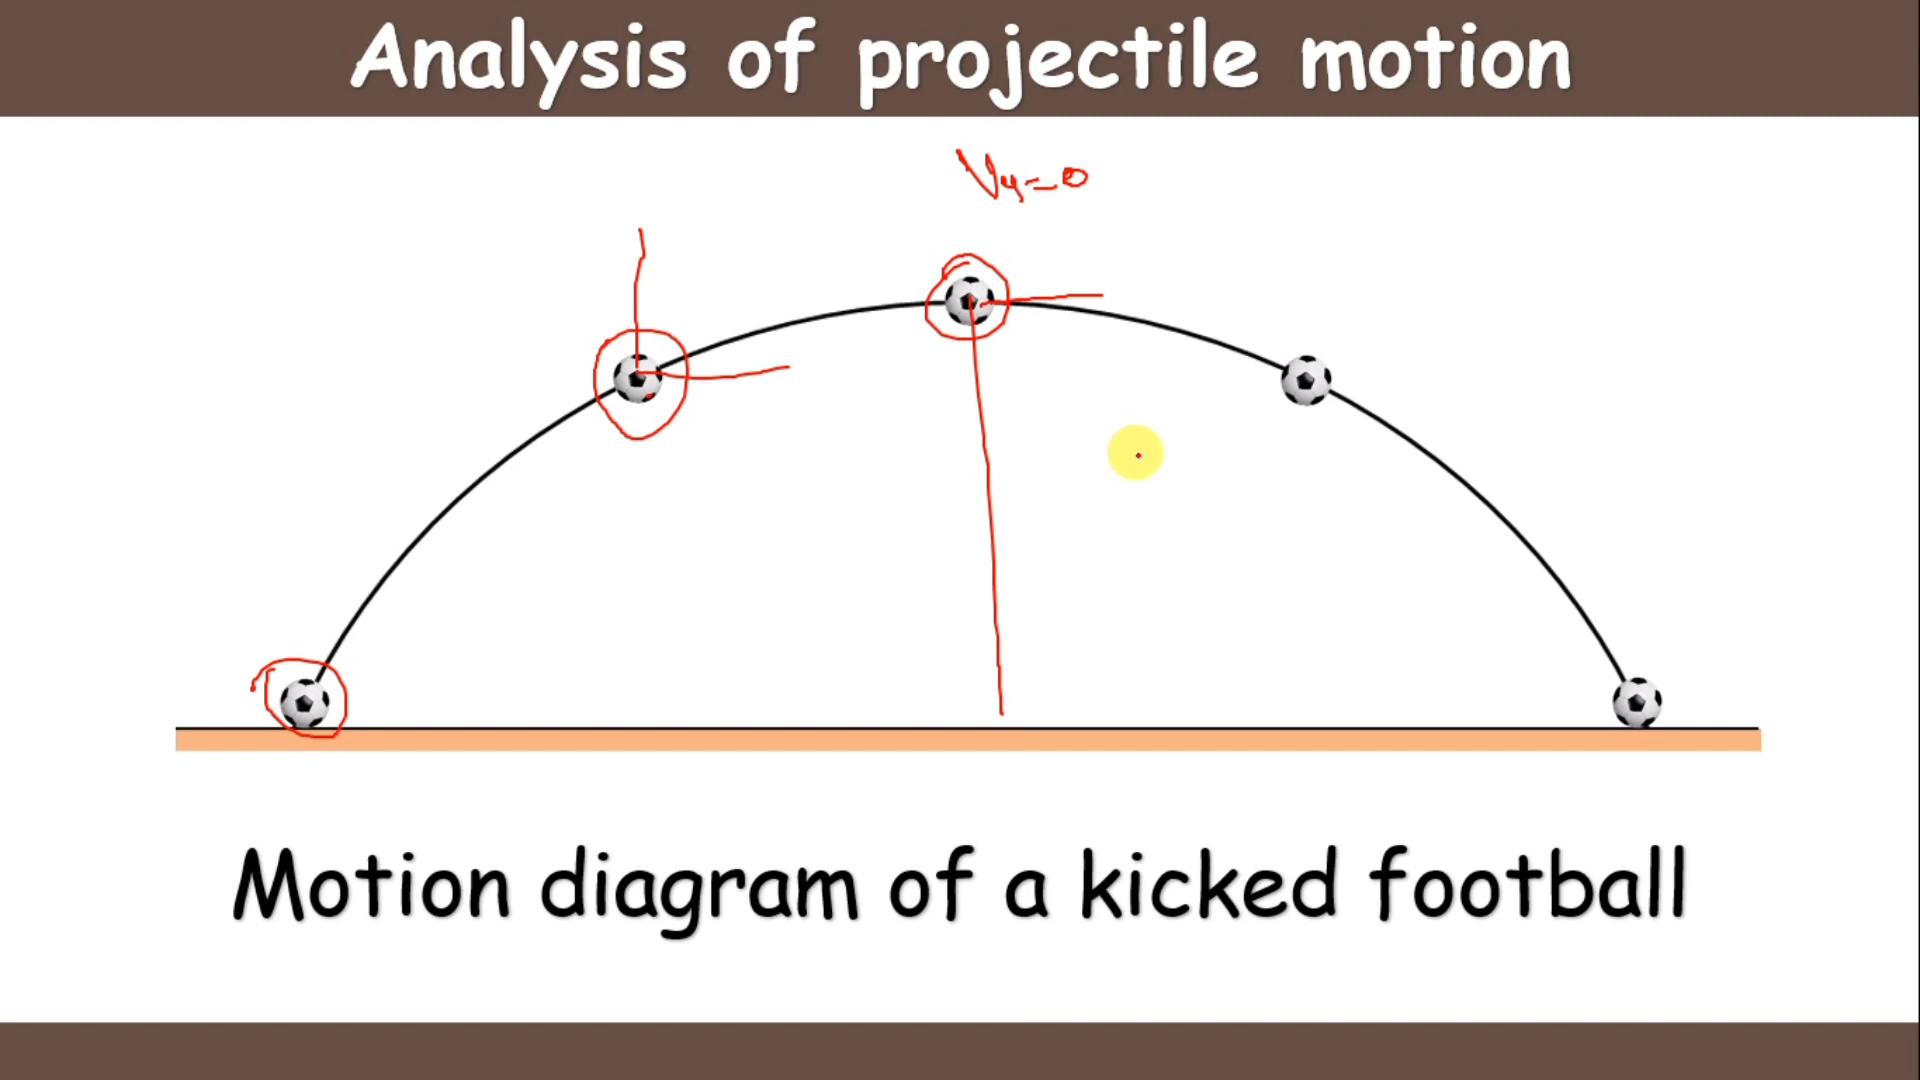 Analysis of projectile motion
Vy=0
Motion diagram of a kicked football